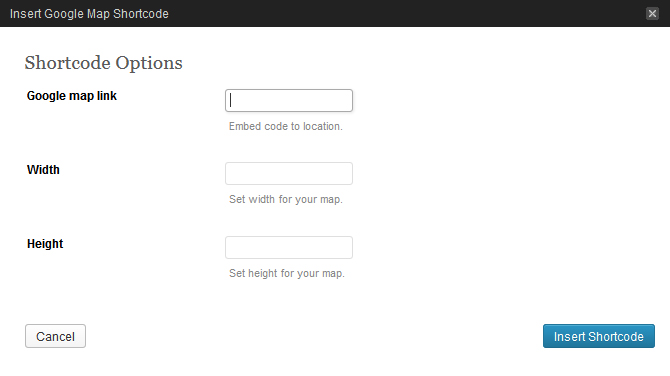 Insert Google Map Shortcode
Shortcode Options
Google map link
Embed code to location.
Width
Set width for your map.
Height
Set height for your map.
Cancel
Insert Shortcode